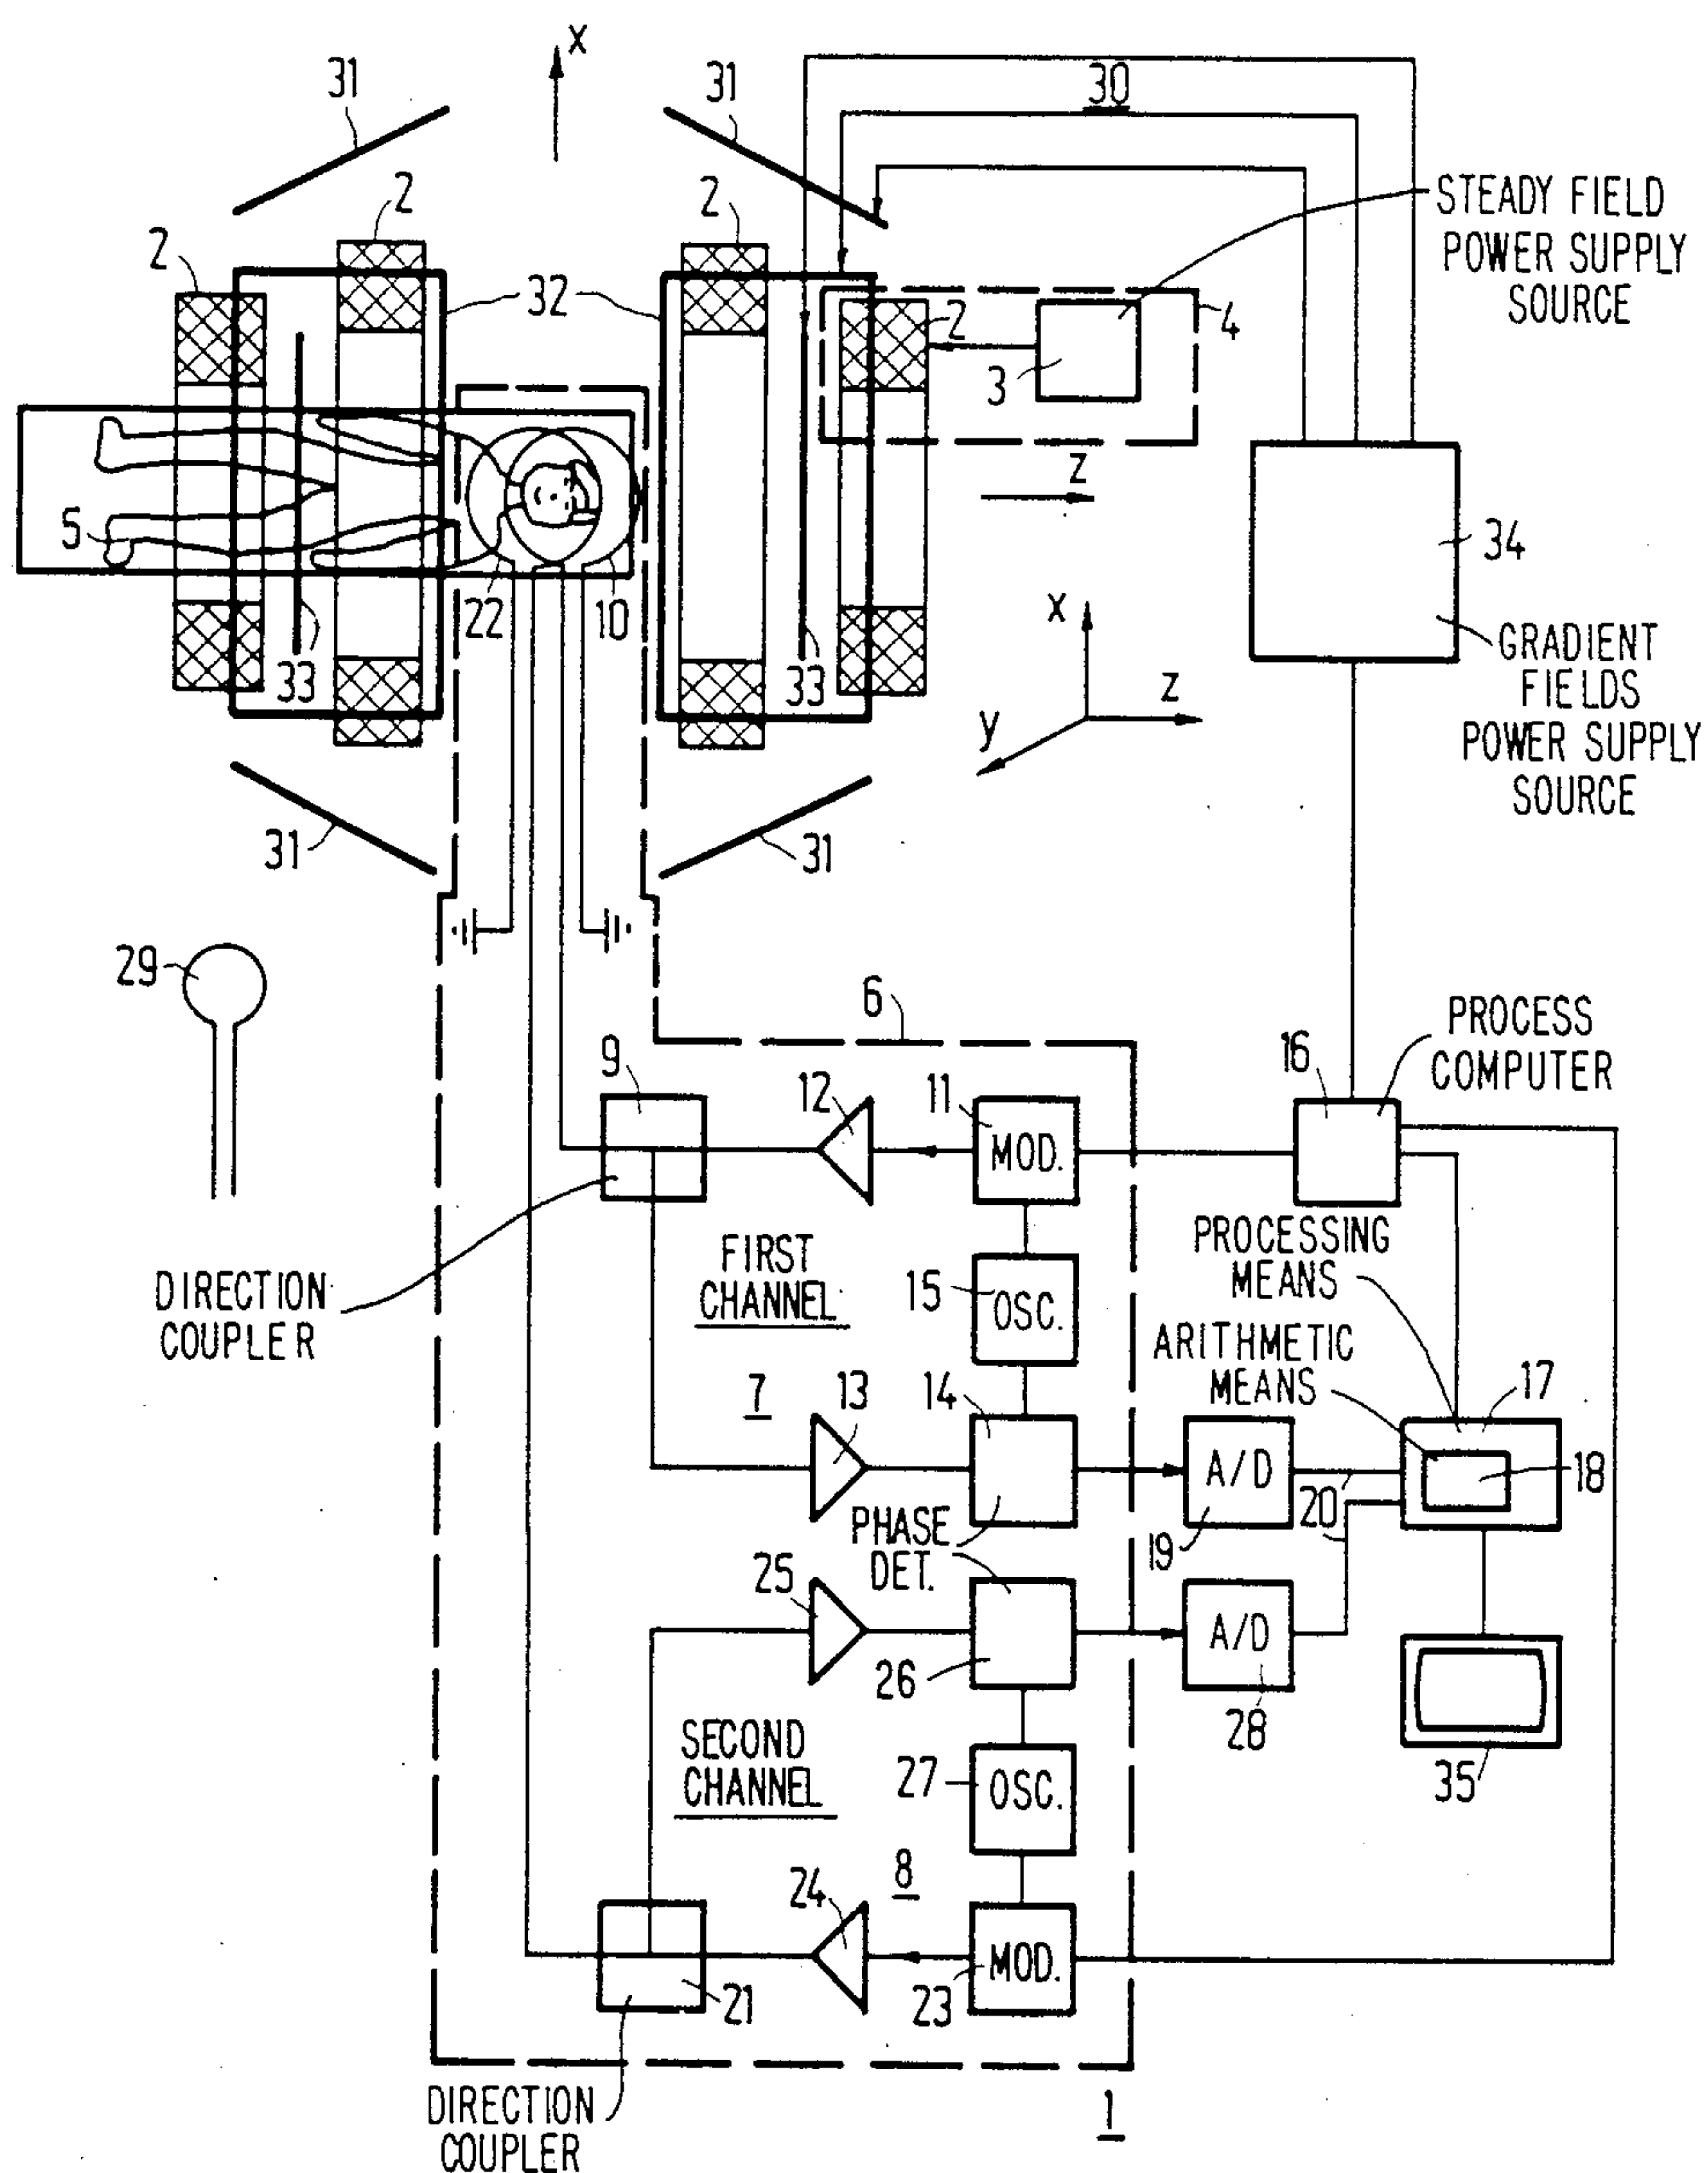 X
31
31
30
2
2
2
32
STEADY FIELD
POWER SUPPLY
SOURCE
2
4
3
Z
5
22
10
33
33
34
X
Z
y
GRADIENT
FIELDS
POWER SUPPLY
SOURCE
31
31
29
6
PROCESS
COMPUTER
16
9
12
11
MOD.
FIRST
CHANNEL
PROCESSING
MEANS
DIRECTION
COUPLER
15
OSC.
ARITHMETIC
MEANS
7
13
14
17
A/D
18
20
19
PHASE
DET.
25
26
A/D
28
SECOND
CHANNEL
27
OSC.
35
8
24
21
23
MOD.
DIRECTION
COUPLER
1